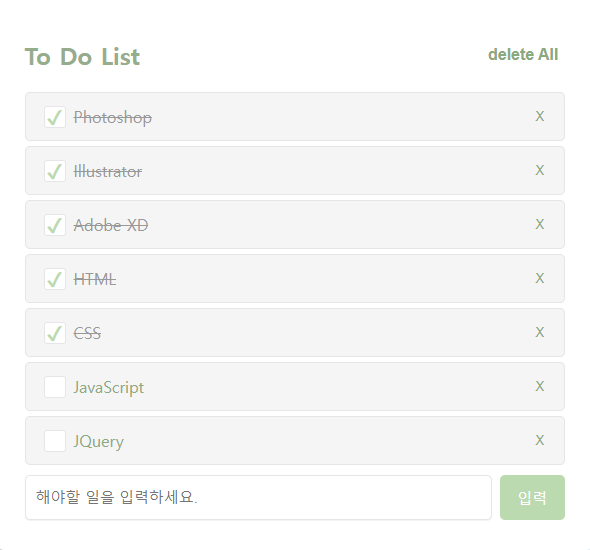 To Do List
delete All
Photoshop X
Illustrator X
Adobe XD X
HTML X
CSS X
JavaScript X
JQuery X
해야할 일을 입력하세요. 입력